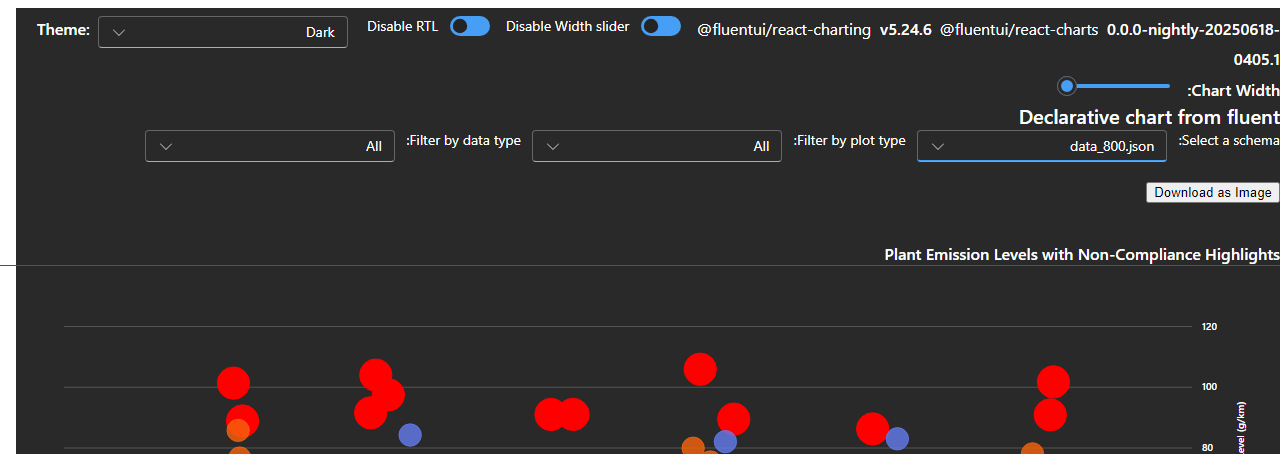 Theme: Dark Disable RTL Disable Width slider @fluentui/react-charting v5.24.6 @fluentui/react-charts 0.0.0-nightly-20250618-
0405.1
:Chart Width
Declarative chart from fluent
:Select a schema data_800.json :Filter by plot type All :Filter by data type All
Download as Image
Plant Emission Levels with Non-Compliance Highlights
120
100
80
(g/km)